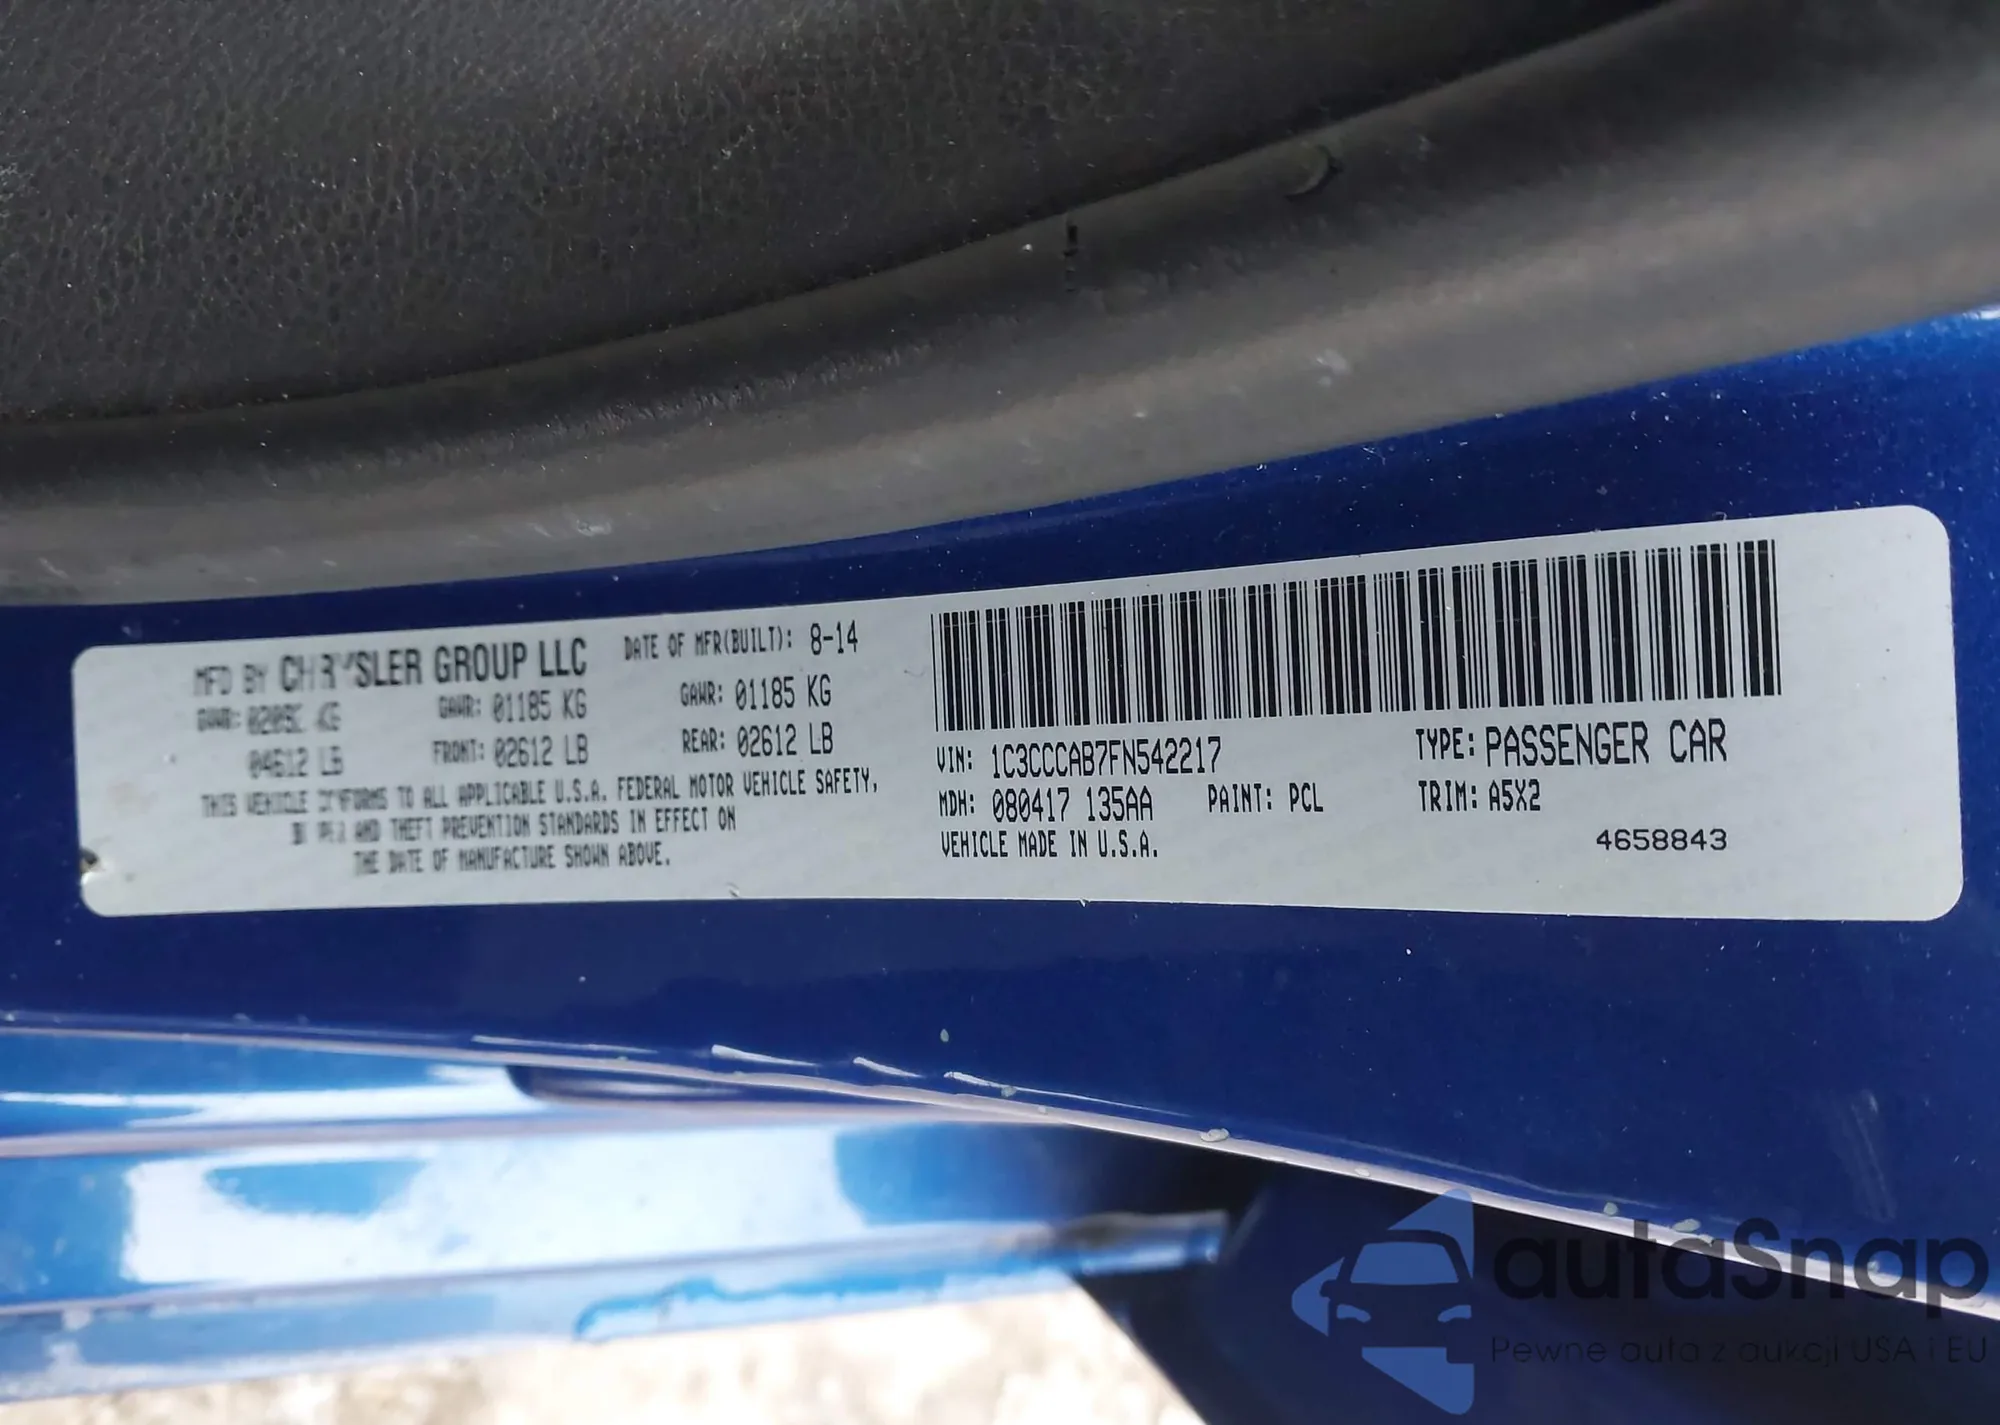 MFD BY CHRYSLER GROUP LLC DATE OF MFR(BUILT): 8-14
GAWR: 01185 KG GAWR: 01185 KG
04612 LB FRONT: 02612 LB REAR: 02612 LB
THIS VEHICLE CONFORMS TO ALL APPLICABLE U.S.A. FEDERAL MOTOR VEHICLE SAFETY,
AND THEFT PREVENTION STANDARDS IN EFFECT ON
THE DATE OF MANUFACTURE SHOWN ABOVE.
VIN: 1C3CCCAB7FN542217 TYPE: PASSENGER CAR
MDH: 080417 135AA PAINT: PCL TRIM: A5X2
VEHICLE MADE IN U.S.A. 4658843
autaSnap
Pewne auta z aukcji USA i EU